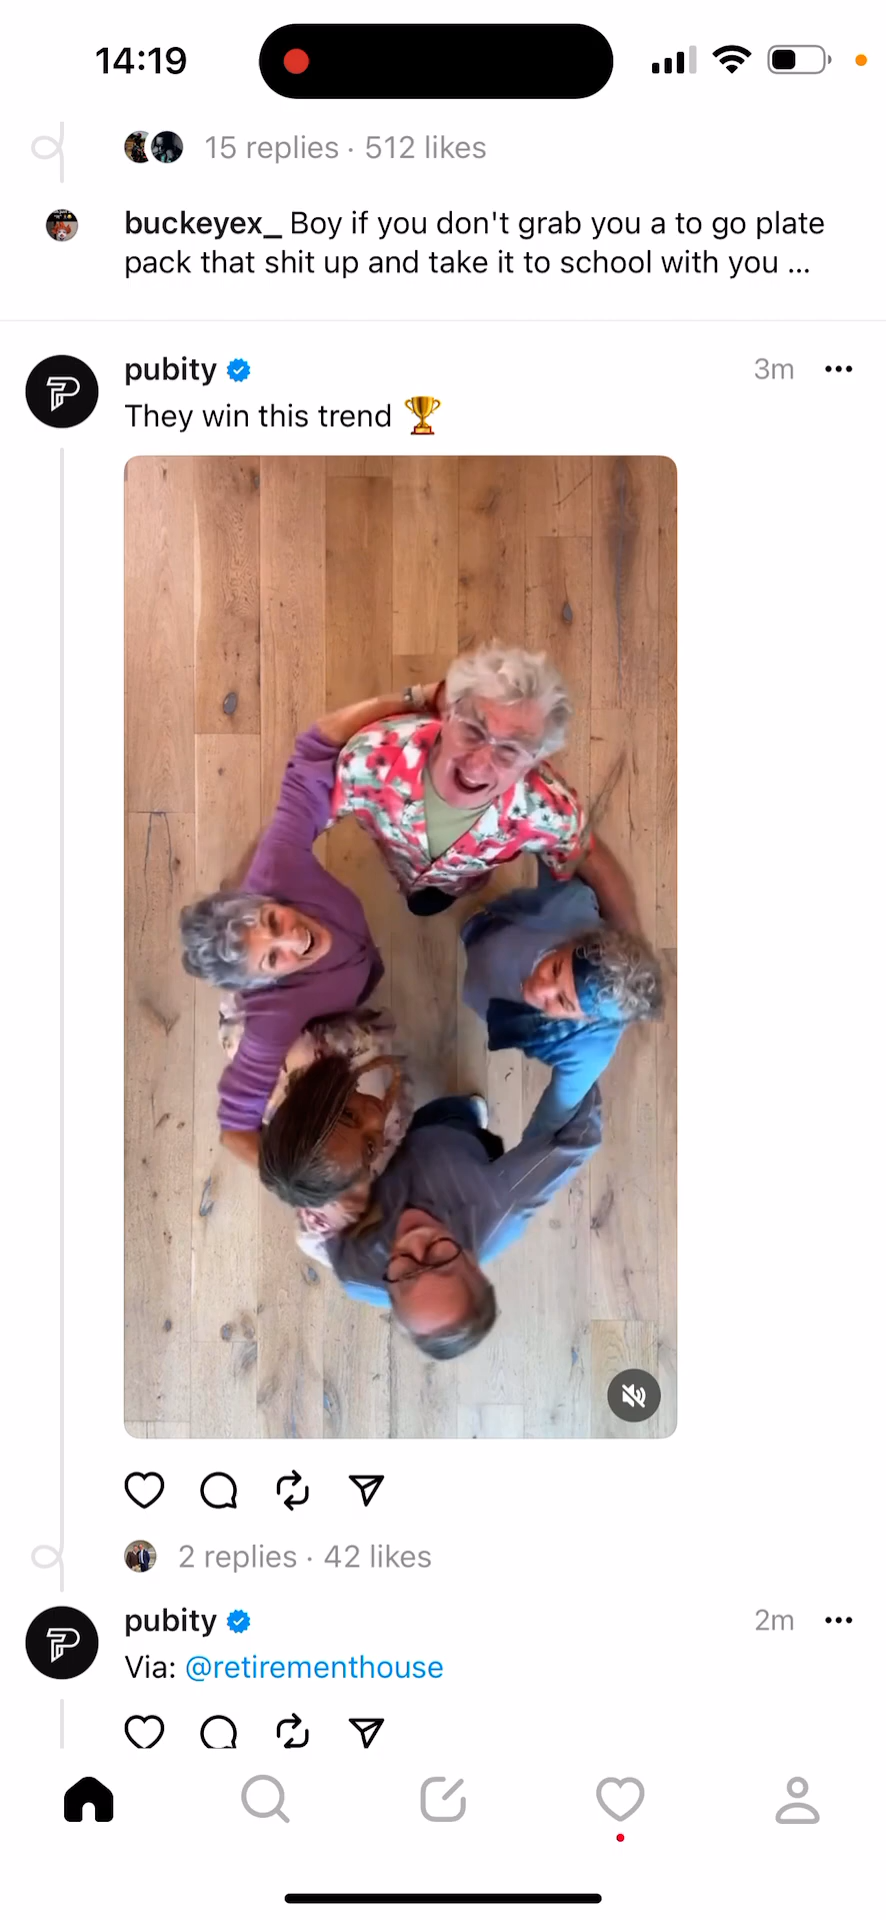 14:19
15 replies · 512 likes
buckeyex_ Boy if you don't grab you a to go plate
pack that shit up and take it to school with you ...
pubity 3m
They win this trend 🏆
2 replies · 42 likes
pubity 2m
Via: @retirementhouse